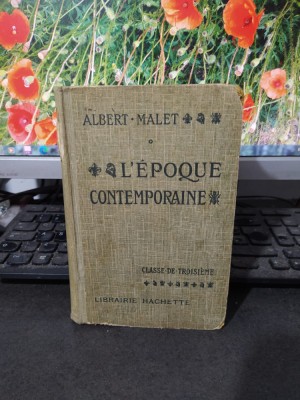 ALBERT·MALET
L'ÉPOQUE
CONTEMPORAINE
CLASSE DE TROISIÈME
LIBRAIRIE HACHETTE